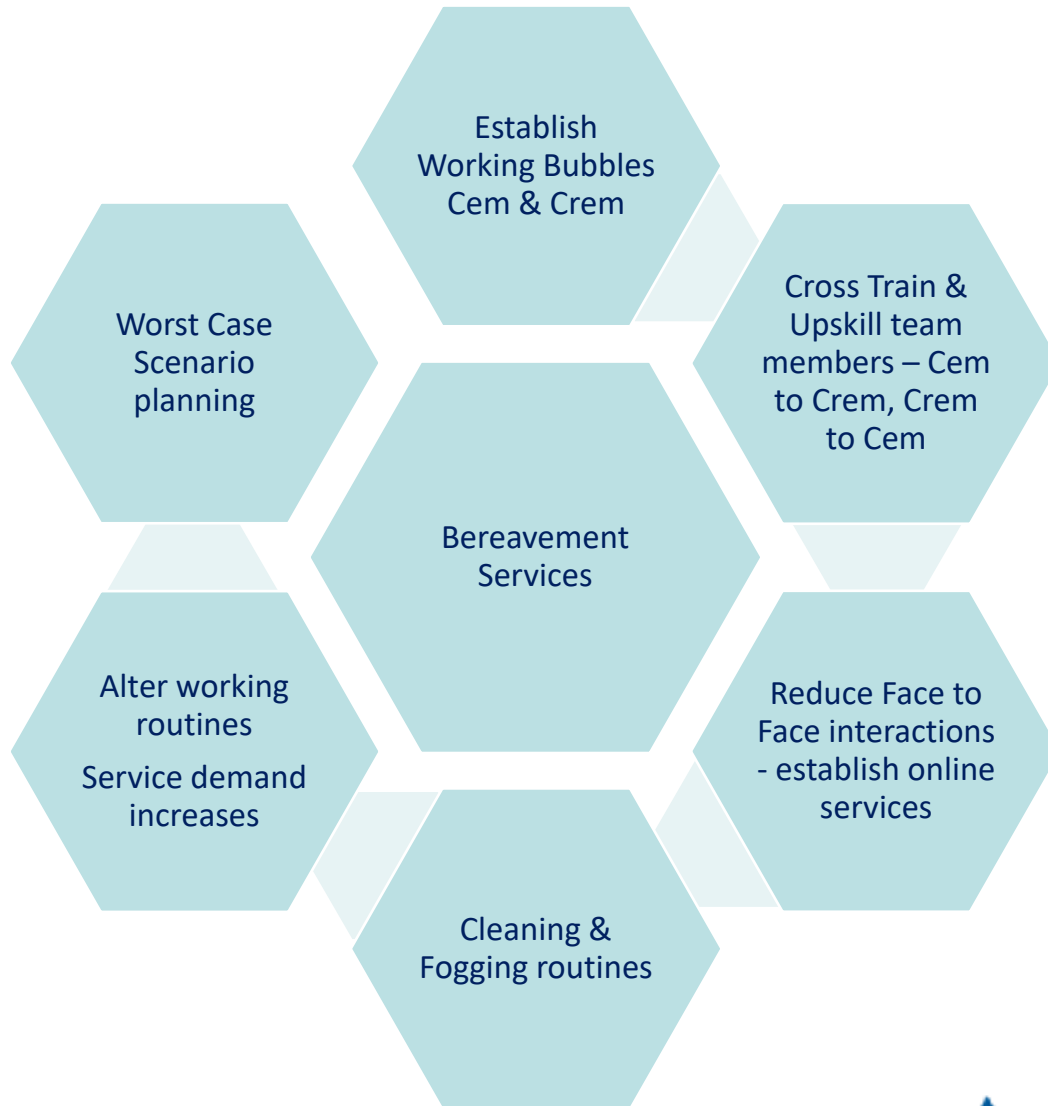 Establish
Working Bubbles
Cem & Crem
Cross Train &
Upskill team
members – Cem
to Crem, Crem
to Cem
Reduce Face to
Face interactions
- establish online
services
Cleaning &
Fogging routines
Alter working
routines
Service demand
increases
Worst Case
Scenario
planning
Bereavement
Services